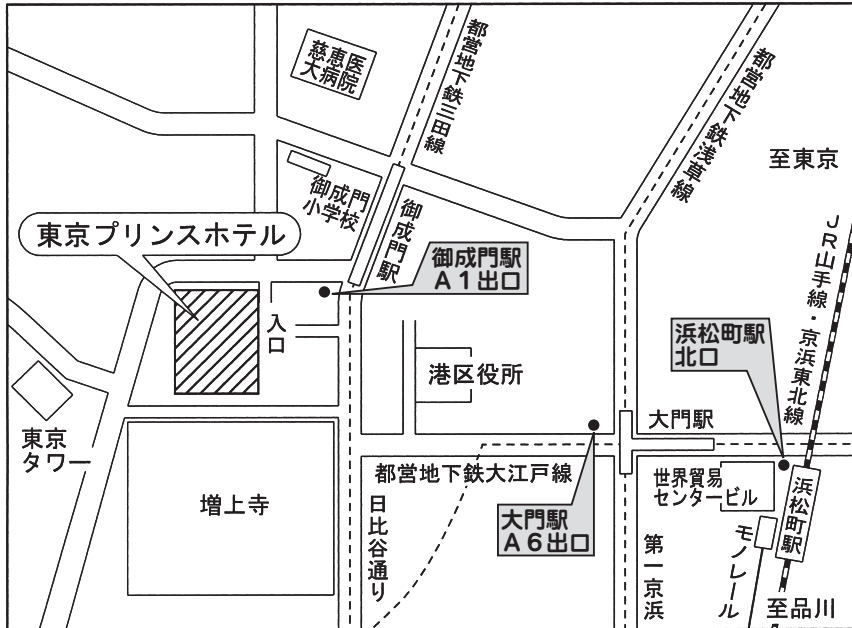 慈恵医
大病院
都営地下鉄三田線
都営地下鉄浅草線
至東京
御成門
小学校
御成門駅
東京プリンスホテル
御成門駅
A1出口
JR山手線・京浜東北線
入口
浜松町駅
北口
港区役所
大門駅
東京
タワー
都営地下鉄大江戸線
世界貿易
センタービル
浜松町駅
増上寺
日比谷通り
大門駅
A6出口
第一京浜
モノレール
至品川